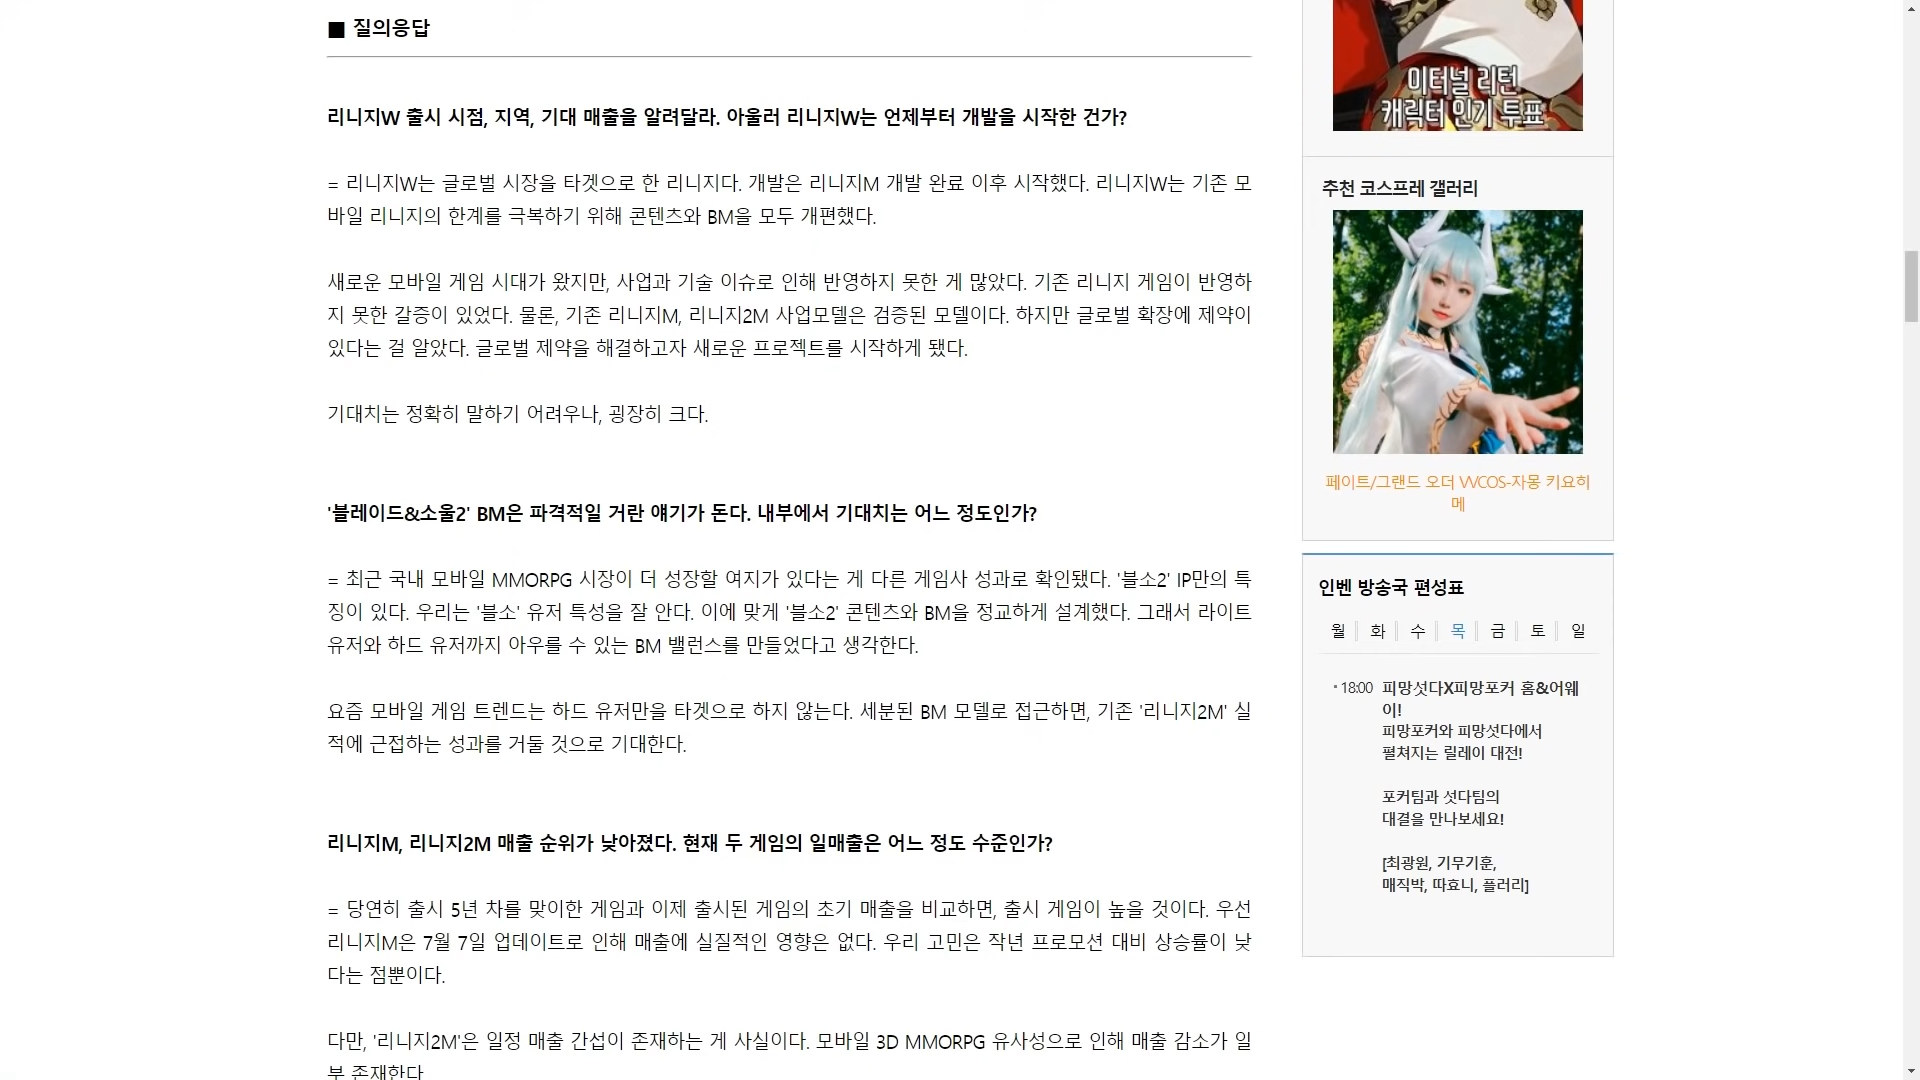 ■ 질의응답
리니지W 출시 시점, 지역, 기대 매출을 알려달라. 아울러 리니지W는 언제부터 개발을 시작한 건가?
= 리니지W는 글로벌 시장을 타겟으로 한 리니지다. 개발은 리니지M 개발 완료 이후 시작했다. 리니지W는 기존 모
바일 리니지의 한계를 극복하기 위해 콘텐츠와 BM을 모두 개편했다.
새로운 모바일 게임 시대가 왔지만, 사업과 기술 이슈로 인해 반영하지 못한 게 많았다. 기존 리니지 게임이 반영하
지 못한 갈증이 있었다. 물론, 기존 리니지M, 리니지2M 사업모델은 검증된 모델이다. 하지만 글로벌 확장에 제약이
있다는 걸 알았다. 글로벌 제약을 해결하고자 새로운 프로젝트를 시작하게 됐다.
기대치는 정확히 말하기 어려우나, 굉장히 크다.
'블레이드&소울2' BM은 파격적일 거란 얘기가 돈다. 내부에서 기대치는 어느 정도인가?
= 최근 국내 모바일 MMORPG 시장이 더 성장할 여지가 있다는 게 다른 게임사 성과로 확인됐다. '블소2' IP만의 특
징이 있다. 우리는 '블소' 유저 특성을 잘 안다. 이에 맞게 '블소2' 콘텐츠와 BM을 정교하게 설계했다. 그래서 라이트
유저와 하드 유저까지 아우를 수 있는 BM 밸런스를 만들었다고 생각한다.
요즘 모바일 게임 트렌드는 하드 유저만을 타겟으로 하지 않는다. 세분된 BM 모델로 접근하면, 기존 '리니지2M' 실
적에 근접하는 성과를 거둘 것으로 기대한다.
리니지M, 리니지2M 매출 순위가 낮아졌다. 현재 두 게임의 일매출은 어느 정도 수준인가?
= 당연히 출시 5년 차를 맞이한 게임과 이제 출시된 게임의 초기 매출을 비교하면, 출시 게임이 높을 것이다. 우선
리니지M은 7월 7일 업데이트로 인해 매출에 실질적인 영향은 없다. 우리 고민은 작년 프로모션 대비 상승률이 낮
다는 점뿐이다.
다만, '리니지2M'은 일정 매출 간섭이 존재하는 게 사실이다. 모바일 3D MMORPG 유사성으로 인해 매출 감소가 일
부 존재한다
이터널 리턴
캐릭터 인기 투표
추천 코스프레 갤러리
페이트/그랜드 오더 WCOS-자몽 키요히
메
인벤 방송국 편성표
월 화 수 목 금 토 일
18:00 피망섯다X피망포커 홈&어웨
이!
피망포커와 피망섯다에서
펼쳐지는 릴레이 대전!
포커팀과 섯다팀의
대결을 만나보세요!
[최광원, 기무기훈,
매직박, 따효니, 플러리]